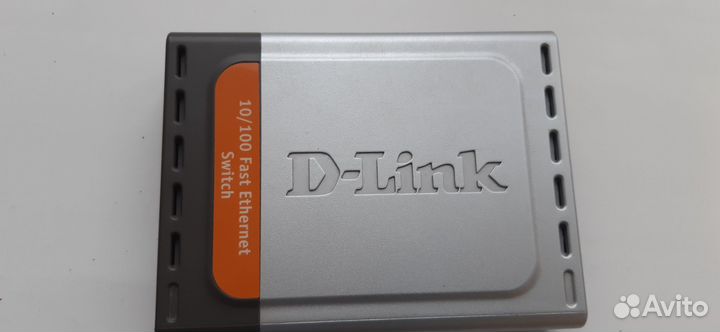 10/100 Fast Ethernet
Switch
D-Link
Avito